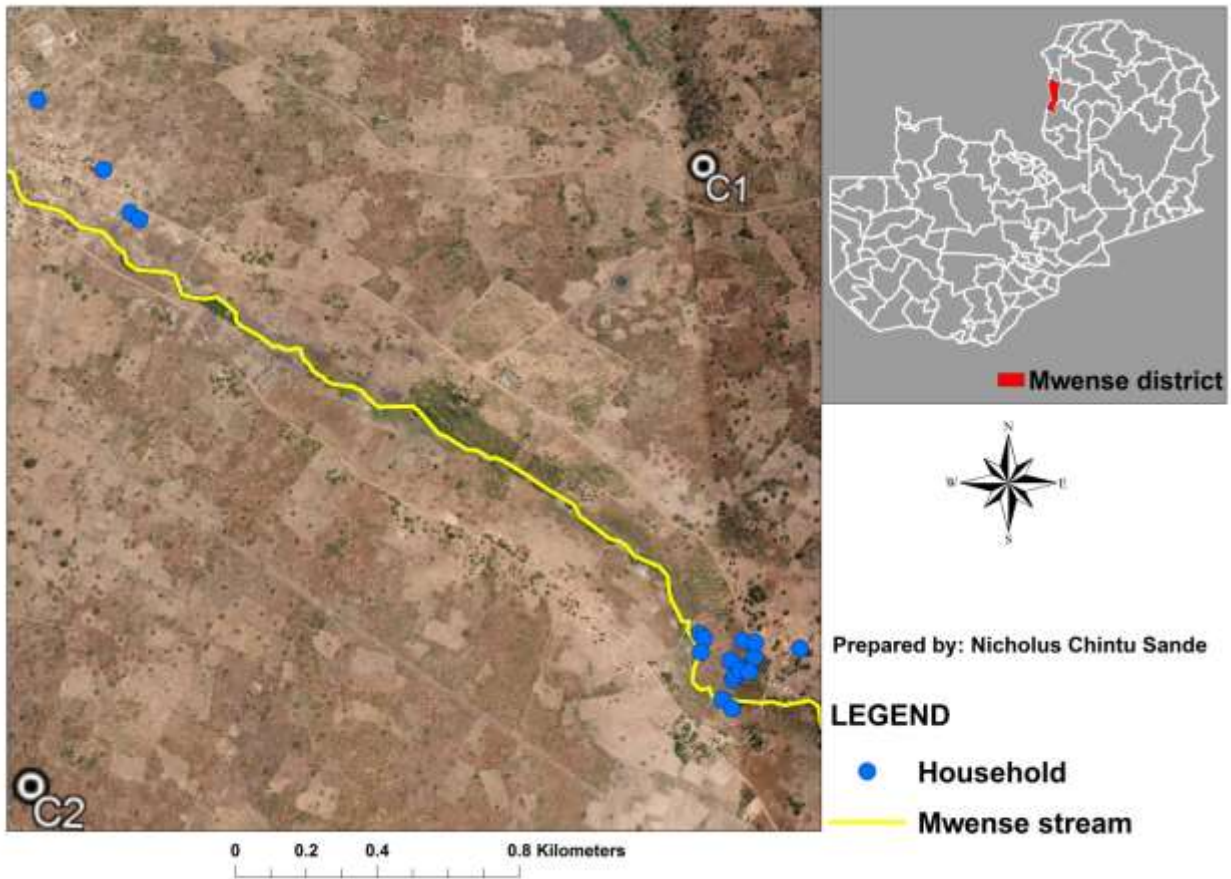 C1
C2
Mwense district
N
W E
S
Prepared by: Nicholus Chintu Sande
LEGEND
Household
Mwense stream
0 0.2 0.4 0.8 Kilometers